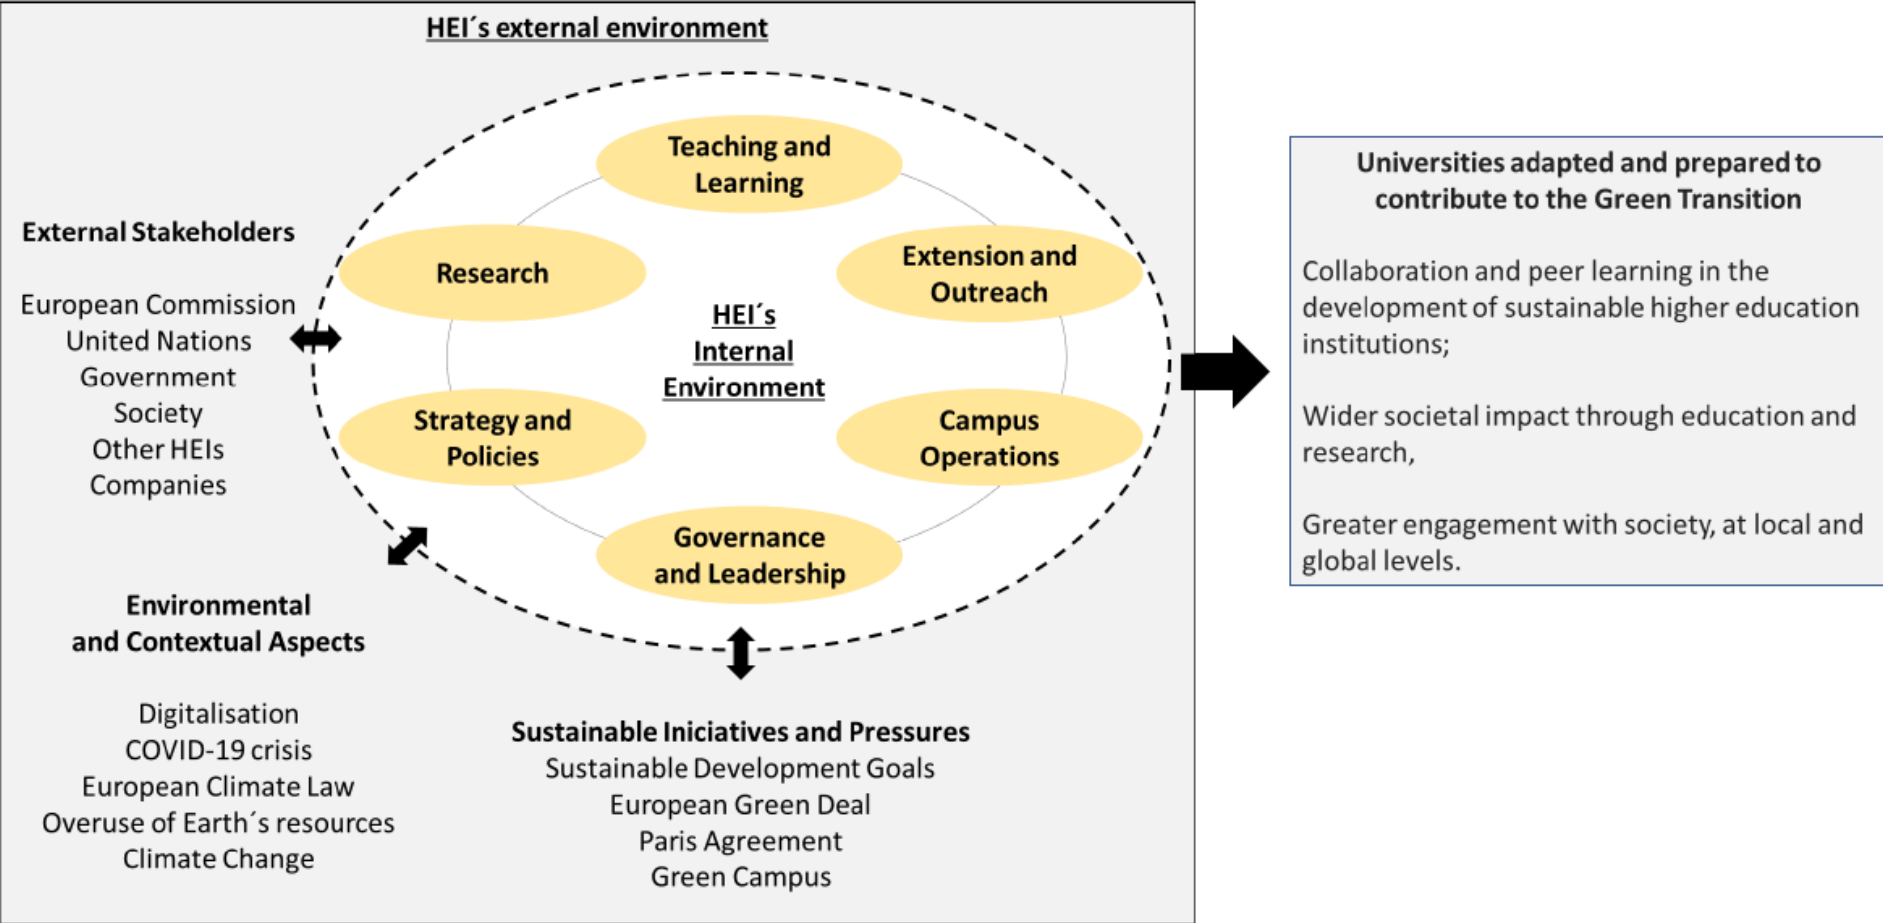 HEI´s external environment
Teaching and
Learning
Research
Extension and
Outreach
HEI´s
Internal
Environment
Strategy and
Policies
Campus
Operations
Governance
and Leadership
External Stakeholders
European Commission
United Nations
Government
Society
Other HEIs
Companies
Environmental
and Contextual Aspects
Digitalisation
COVID-19 crisis
European Climate Law
Overuse of Earth´s resources
Climate Change
Sustainable Iniciatives and Pressures
Sustainable Development Goals
European Green Deal
Paris Agreement
Green Campus
Universities adapted and prepared to
contribute to the Green Transition
Collaboration and peer learning in the
development of sustainable higher education
institutions;
Wider societal impact through education and
research,
Greater engagement with society, at local and
global levels.